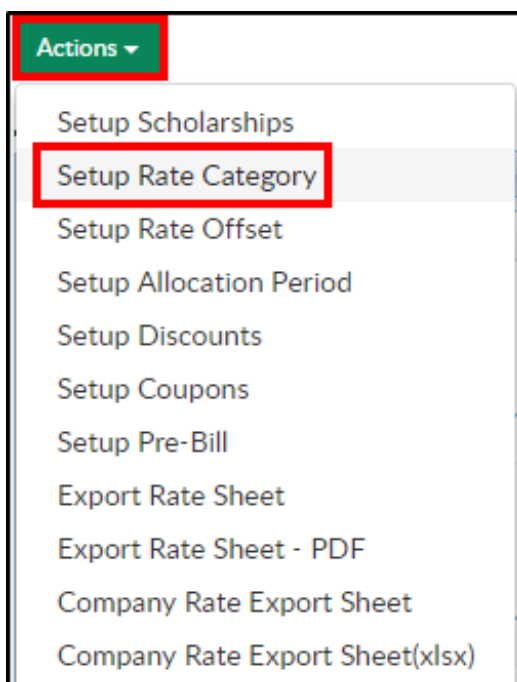 Actions
Setup Scholarships
Setup Rate Category
Setup Rate Offset
Setup Allocation Period
Setup Discounts
Setup Coupons
Setup Pre-Bill
Export Rate Sheet
Export Rate Sheet - PDF
Company Rate Export Sheet
Company Rate Export Sheet(xlsx)